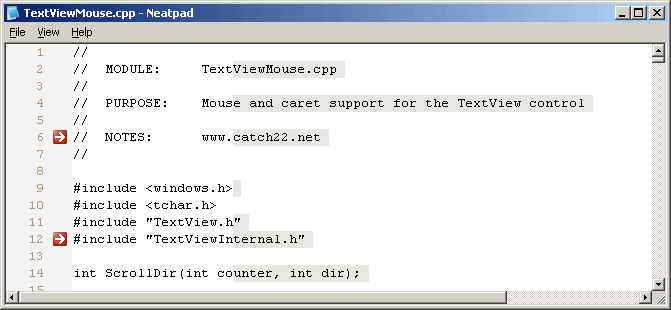 TextViewMouse.cpp - Neatpad
File View Help
1 //
2 // MODULE: TextViewMouse.cpp
3 //
4 // PURPOSE: Mouse and caret support for the TextView control
5 //
6 // NOTES: www.catch22.net
7 //
8
9 #include <windows.h>
10 #include <tchar.h>
11 #include "TextView.h"
12 #include "TextViewInternal.h"
13
14 int ScrollDir(int counter, int dir);
15